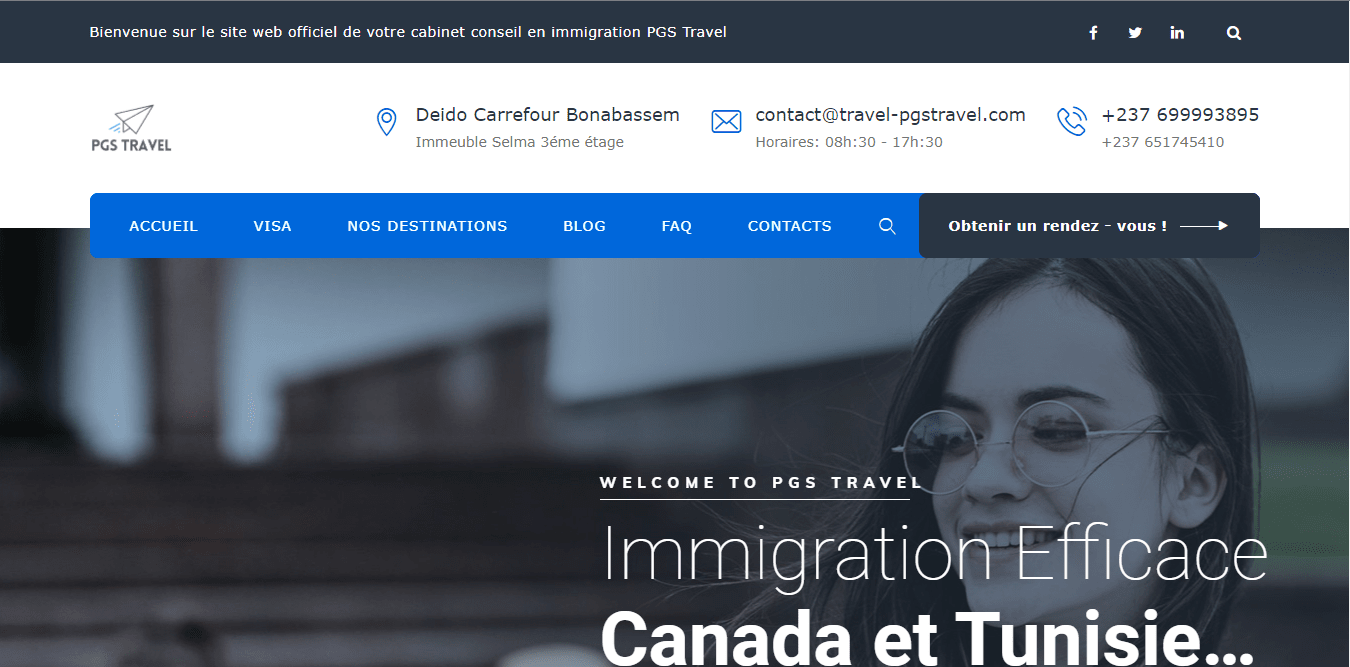 Bienvenue sur le site web officiel de votre cabinet conseil en immigration PGS Travel
PGS TRAVEL
Deido Carrefour Bonabassem
Immeuble Selma 3éme étage
contact@travel-pgstravel.com
Horaires: 08h:30 - 17h:30
+237 699993895
+237 651745410
ACCUEIL VISA NOS DESTINATIONS BLOG FAQ CONTACTS Obtenir un rendez - vous !
WELCOME TO PGS TRAVEL
Immigration Efficace
Canada et Tunisie...